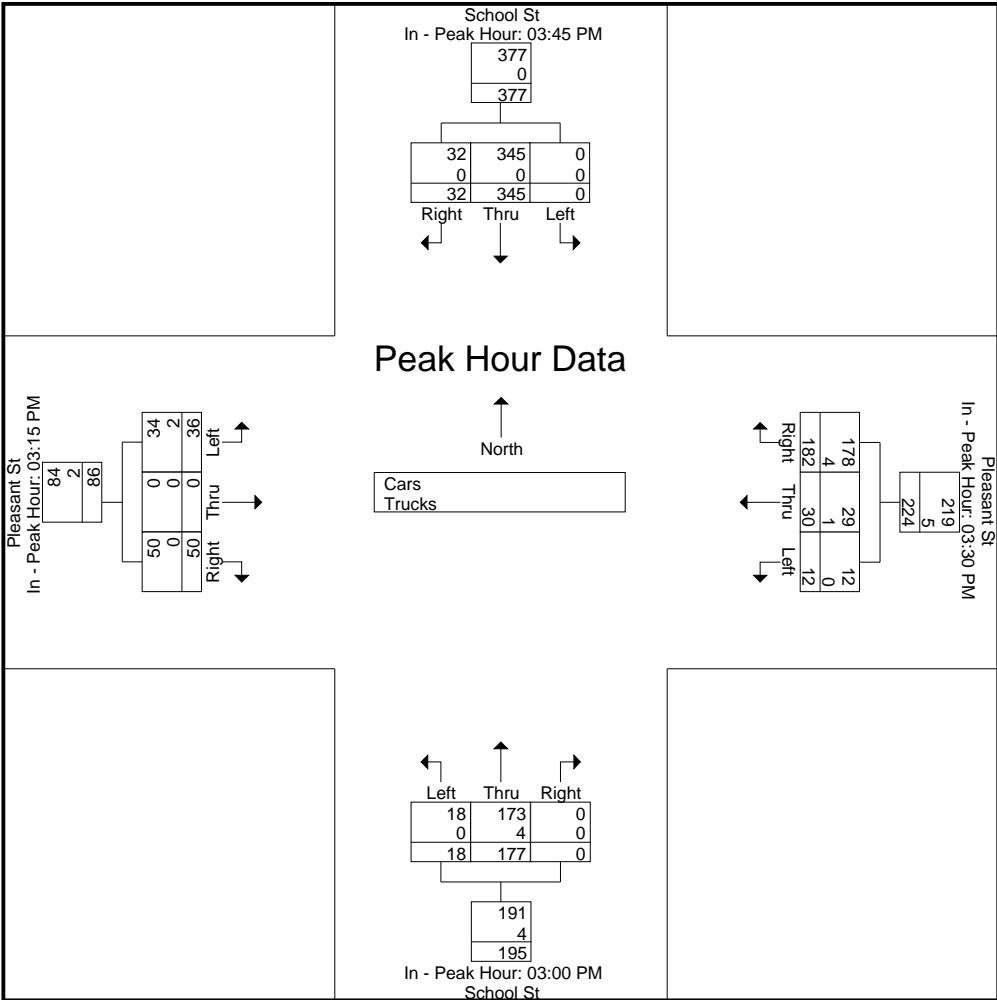 School St
In - Peak Hour: 03:45 PM
377
0
377
32 345 0
0 0 0
32 345 0
Right Thru Left
Peak Hour Data
North
Cars
Trucks
Pleasant St
In - Peak Hour: 03:15 PM
84
2
86
34 2 36
0 0 0
50 0 50
Left
Thru
Right
Pleasant St
In - Peak Hour: 03:30 PM
219
5
224
Right Thru Left
178 29 12
4 1 0
182 30 12
Left Thru Right
18 173 0
0 4 0
18 177 0
191
4
195
In - Peak Hour: 03:00 PM
School St